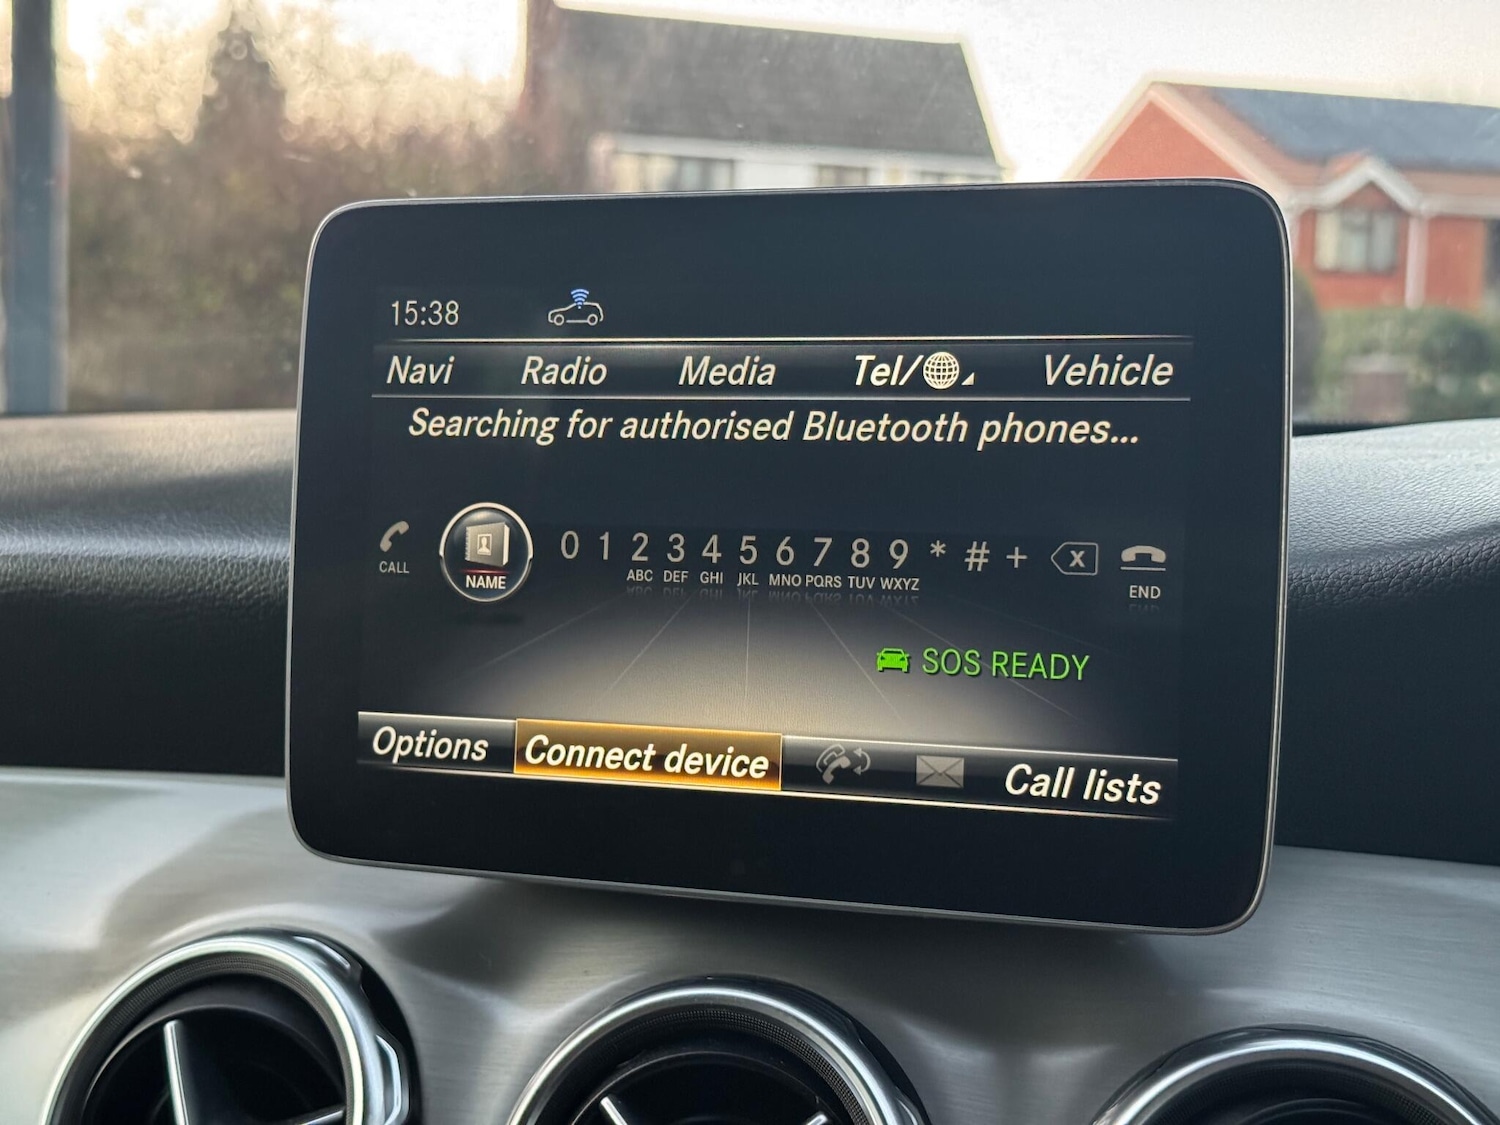 15:38
Navi Radio Media Tel/ Vehicle
Searching for authorised Bluetooth phones...
CALL NAME 0 1 2 ABC 3 DEF 4 GHI 5 JKL 6 MNO 7 PQRS 8 TUV 9 WXYZ * # + X END
SOS READY
Options Connect device Call lists